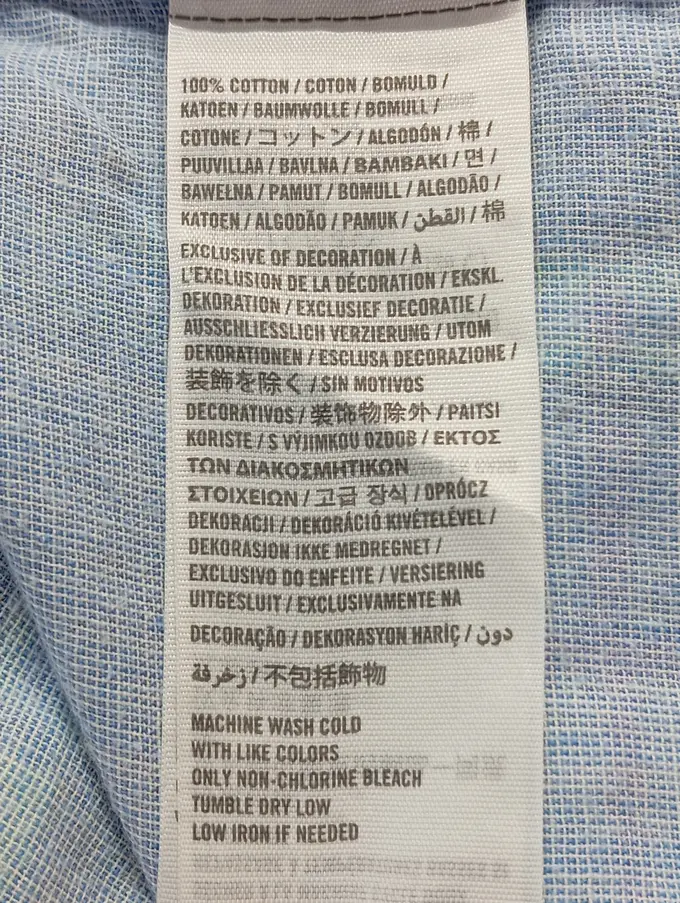 100% COTTON / COTON / BOMULD /
KATOEN / BAUMWOLLE / BOMULL /
COTONE / コットン / ALGODÓN / 棉 /
PUUVILLAA / BAVLNA / BAMBAKI / 면 /
BAWEŁNA / PAMUT / BOMULL / ALGODÃO /
KATOEN / ALGODÃO / PAMUK / القطن / 棉
EXCLUSIVE OF DECORATION / À
L'EXCLUSION DE LA DÉCORATION / EKSKL.
DEKORATION / EXCLUSIEF DECORATIE /
AUSSCHLIESSLICH VERZIERUNG / UTOM
DEKORATIONEN / ESCLUSA DECORAZIONE /
装飾を除く / SIN MOTIVOS
DECORATIVOS / 装饰物除外 / PAITSI
KORISTE / S VÝJIMKOU OZDOB / ΕΚΤΟΣ
ΤΩΝ ΔΙΑΚΟΣΜΗΤΙΚΩΝ
ΣΤΟΙΧΕΙΩΝ / 고급 장식 / OPRÓCZ
DEKORACJI / DEKORÁCIÓ KIVÉTELÉVEL /
DEKORASJON IKKE MEDREGNET /
EXCLUSIVO DO ENFEITE / VERSIERING
UITGESLUIT / EXCLUSIVAMENTE NA
DECORAÇÃO / DEKORASYON HARİÇ / دون
زخرفة / 不包括飾物
MACHINE WASH COLD
WITH LIKE COLORS
ONLY NON-CHLORINE BLEACH
TUMBLE DRY LOW
LOW IRON IF NEEDED